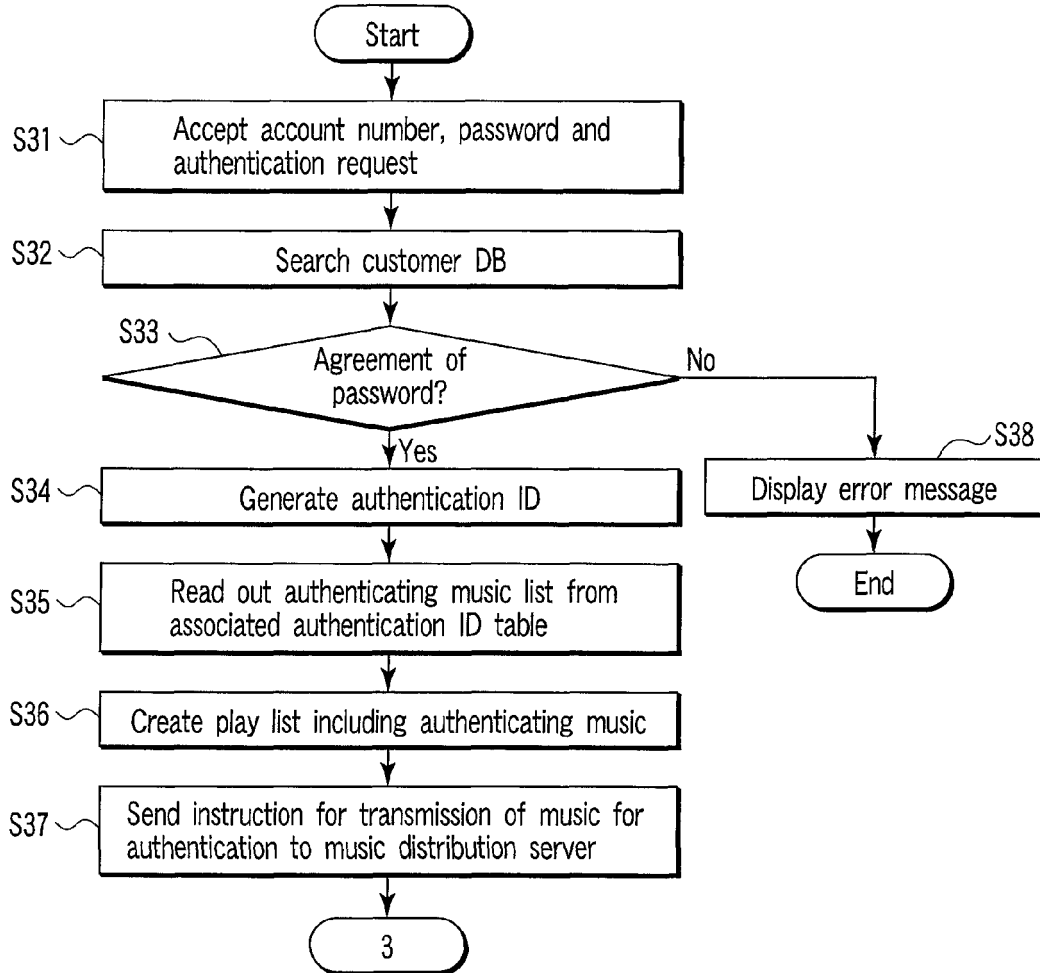 Start
S31
Accept account number, password and
authentication request
S32
Search customer DB
S33
Agreement of
password?
No
Yes
S38
Display error message
End
S34
Generate authentication ID
S35
Read out authenticating music list from
associated authentication ID table
S36
Create play list including authenticating music
S37
Send instruction for transmission of music for
authentication to music distribution server
3